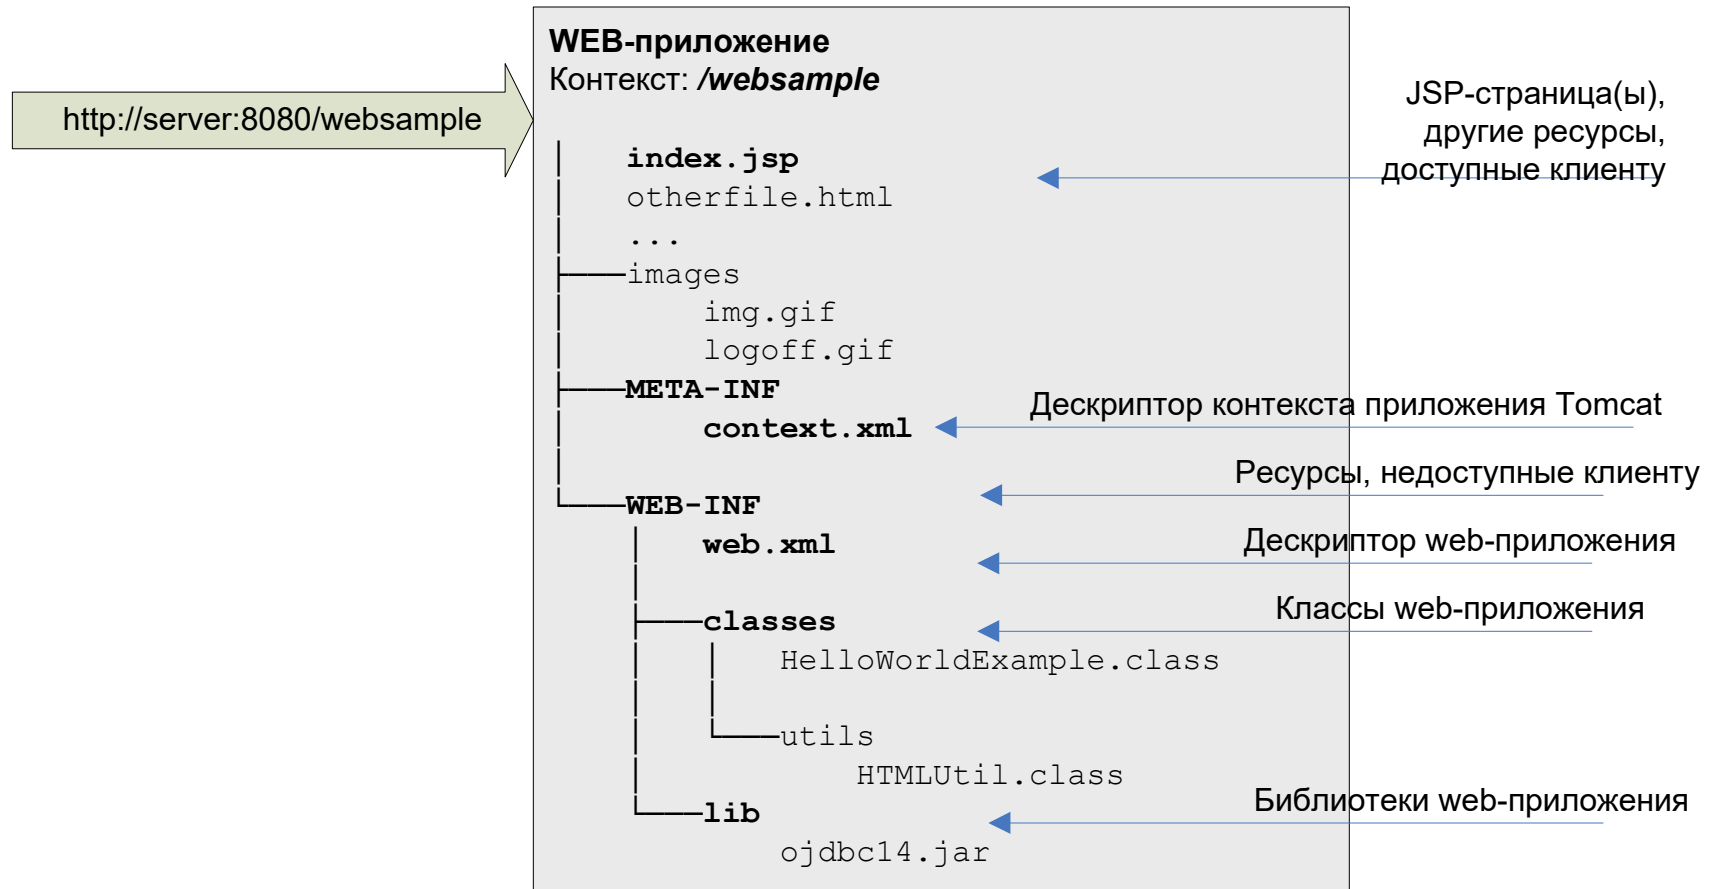 WEB-приложение
Контекст: /websample
http://server:8080/websample
JSP-страница(ы),
другие ресурсы,
доступные клиенту
index.jsp
otherfile.html
...
images
img.gif
logoff.gif
META-INF
Дескриптор контекста приложения Tomcat
context.xml
Ресурсы, недоступные клиенту
WEB-INF
web.xml
Дескриптор web-приложения
classes
Классы web-приложения
HelloWorldExample.class
utils
HTMLUtil.class
lib
Библиотеки web-приложения
ojdbc14.jar